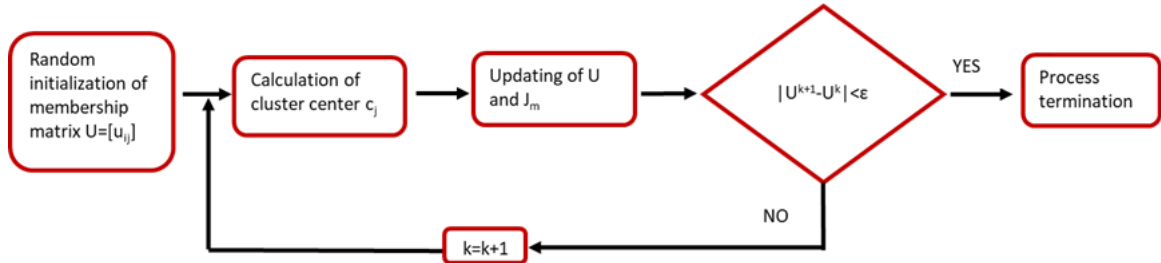 Random
initialization of
membership
matrix U=[uᵢⱼ]
Calculation of
cluster center cⱼ
Updating of U
and Jₘ
|Uᵏ⁺¹-Uᵏ|<ε
YES
Process
termination
NO
k=k+1